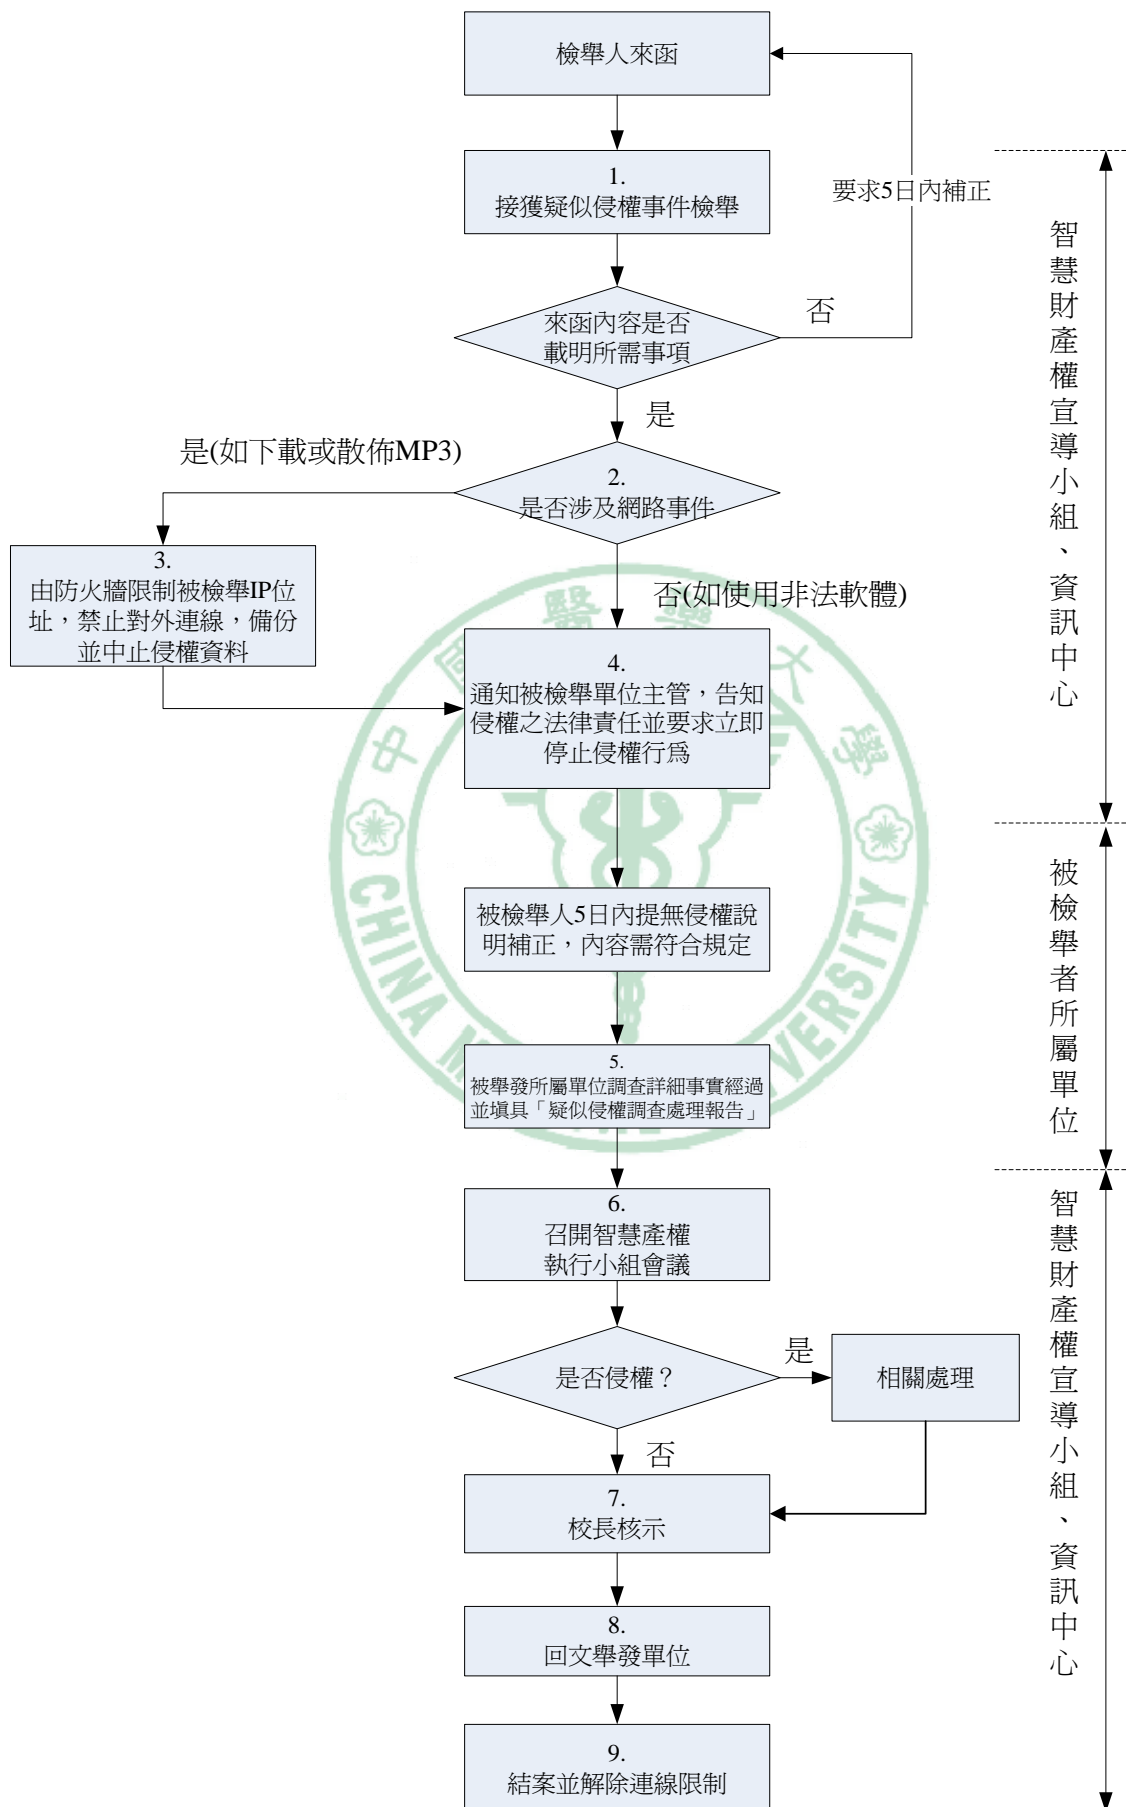 檢舉人來函
1.
接獲疑似侵權事件檢舉
要求5日內補正
來函內容是否
載明所需事項
否
是
是(如下載或散佈MP3)
2.
是否涉及網路事件
3.
由防火牆限制被檢舉IP位
址，禁止對外連線，備份
並中止侵權資料
否(如使用非法軟體)
4.
通知被檢舉單位主管，告知
侵權之法律責任並要求立即
停止侵權行為
智慧財產權宣導小組、資訊中心
被檢舉人5日內提無侵權說
明補正，內容需符合規定
5.
被舉發所屬單位調查詳細事實經過
並填具「疑似侵權調查處理報告」
被檢舉者所屬單位
6.
召開智慧產權
執行小組會議
是否侵權？
是
相關處理
否
7.
校長核示
8.
回文舉發單位
9.
結案並解除連線限制
智慧財產權宣導小組、資訊中心
中國醫藥大學
CHINA M
VERSITY